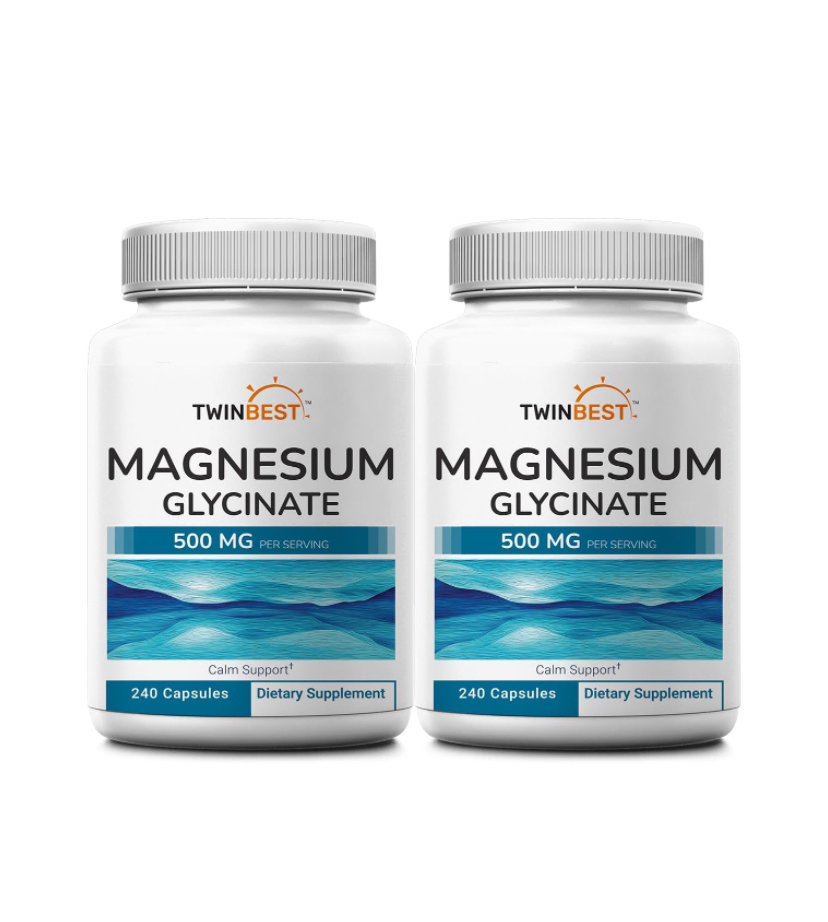 TWINBEST™
MAGNESIUM
GLYCINATE
500 MG PER SERVING
Calm Support†
240 Capsules
Dietary Supplement
TWINBEST™
MAGNESIUM
GLYCINATE
500 MG PER SERVING
Calm Support†
240 Capsules
Dietary Supplement